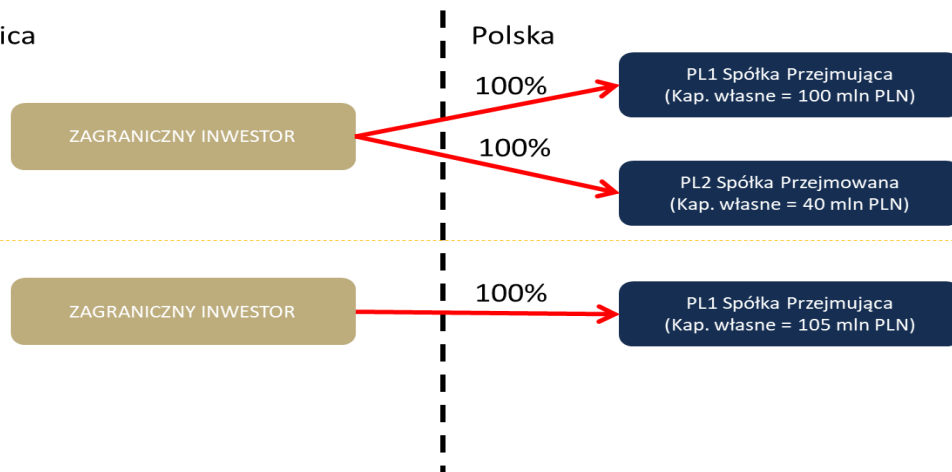 ica
Polska
100%
PL1 Spółka Przejmująca
(Kap. własne = 100 mln PLN)
ZAGRANICZNY INWESTOR
100%
PL2 Spółka Przejmowana
(Kap. własne = 40 mln PLN)
100%
ZAGRANICZNY INWESTOR
PL1 Spółka Przejmująca
(Kap. własne = 105 mln PLN)